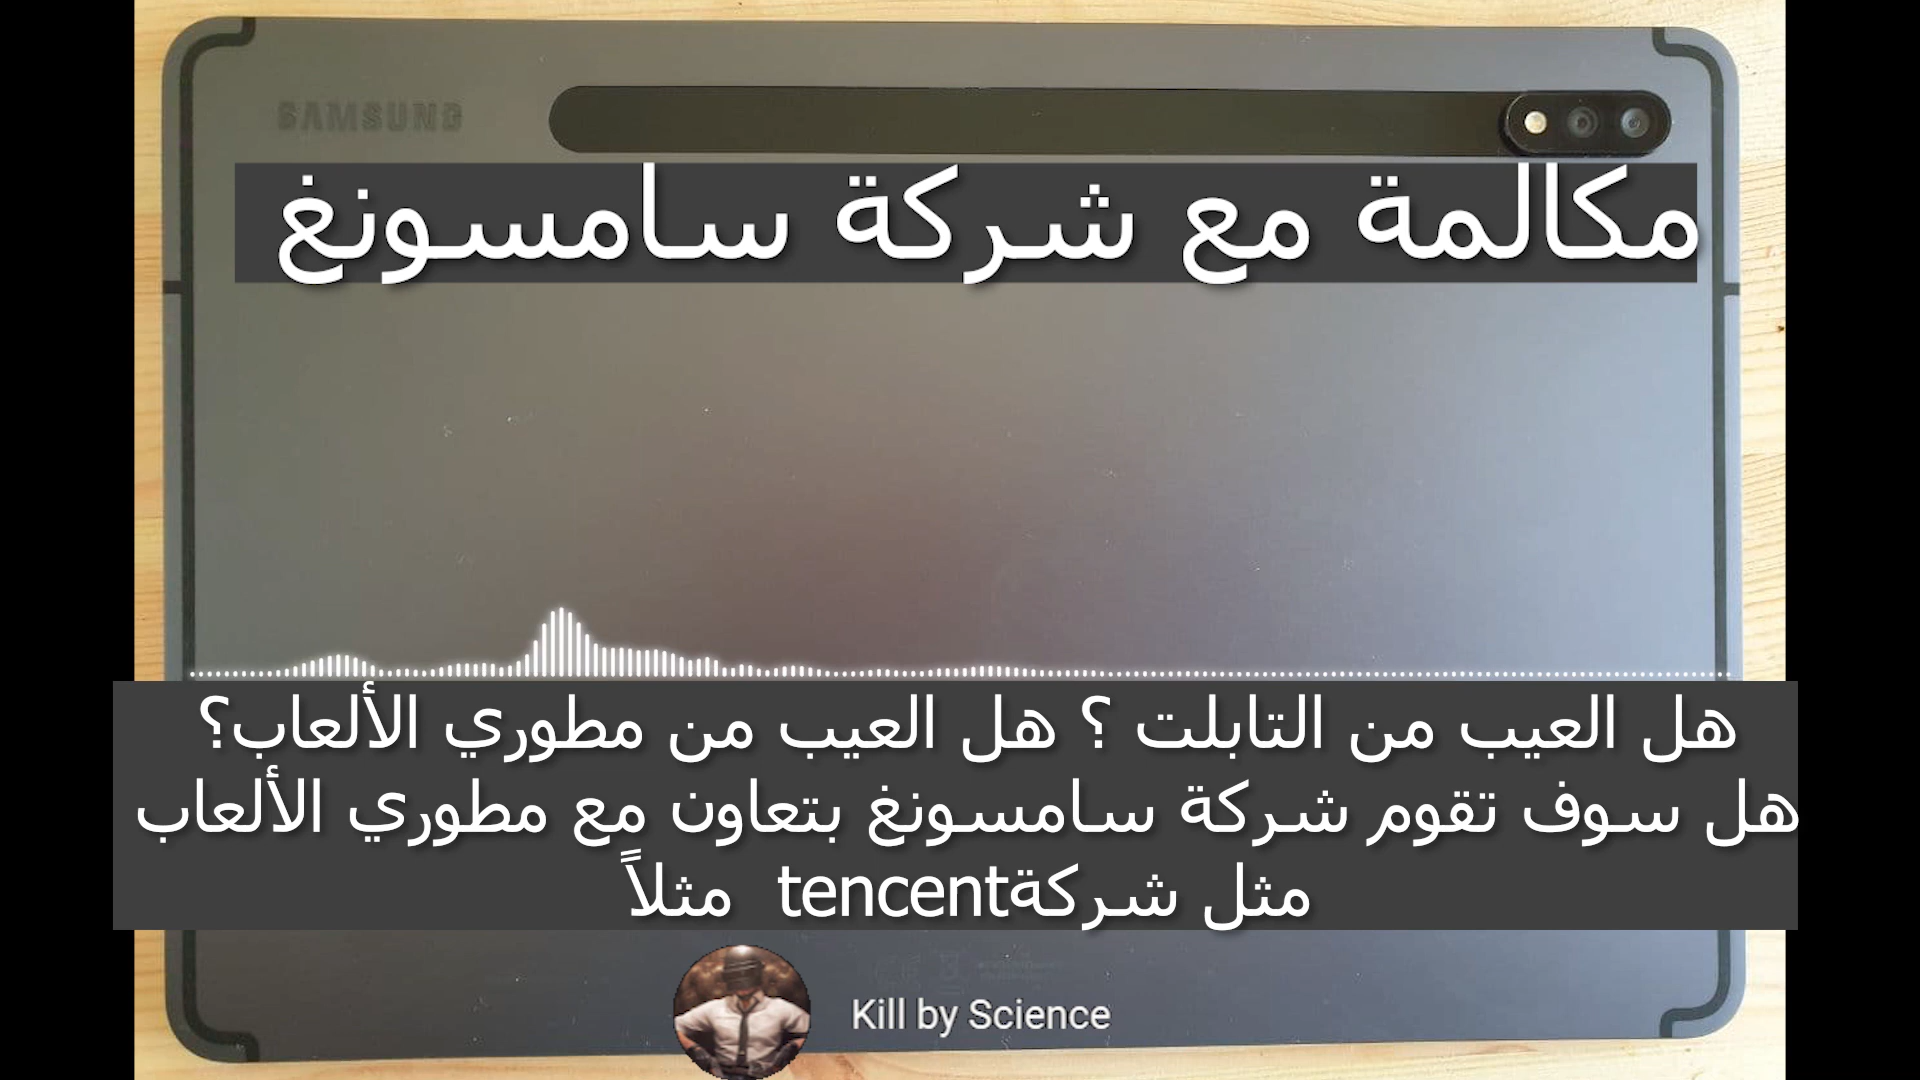 SAMSUNG
مكالمة مع شركة سامسونغ
هل العيب من التابلت ؟ هل العيب من مطوري الألعاب؟
هل سوف تقوم شركة سامسونغ بتعاون مع مطوري الألعاب
مثل شركةtencent مثلاً
Kill by Science